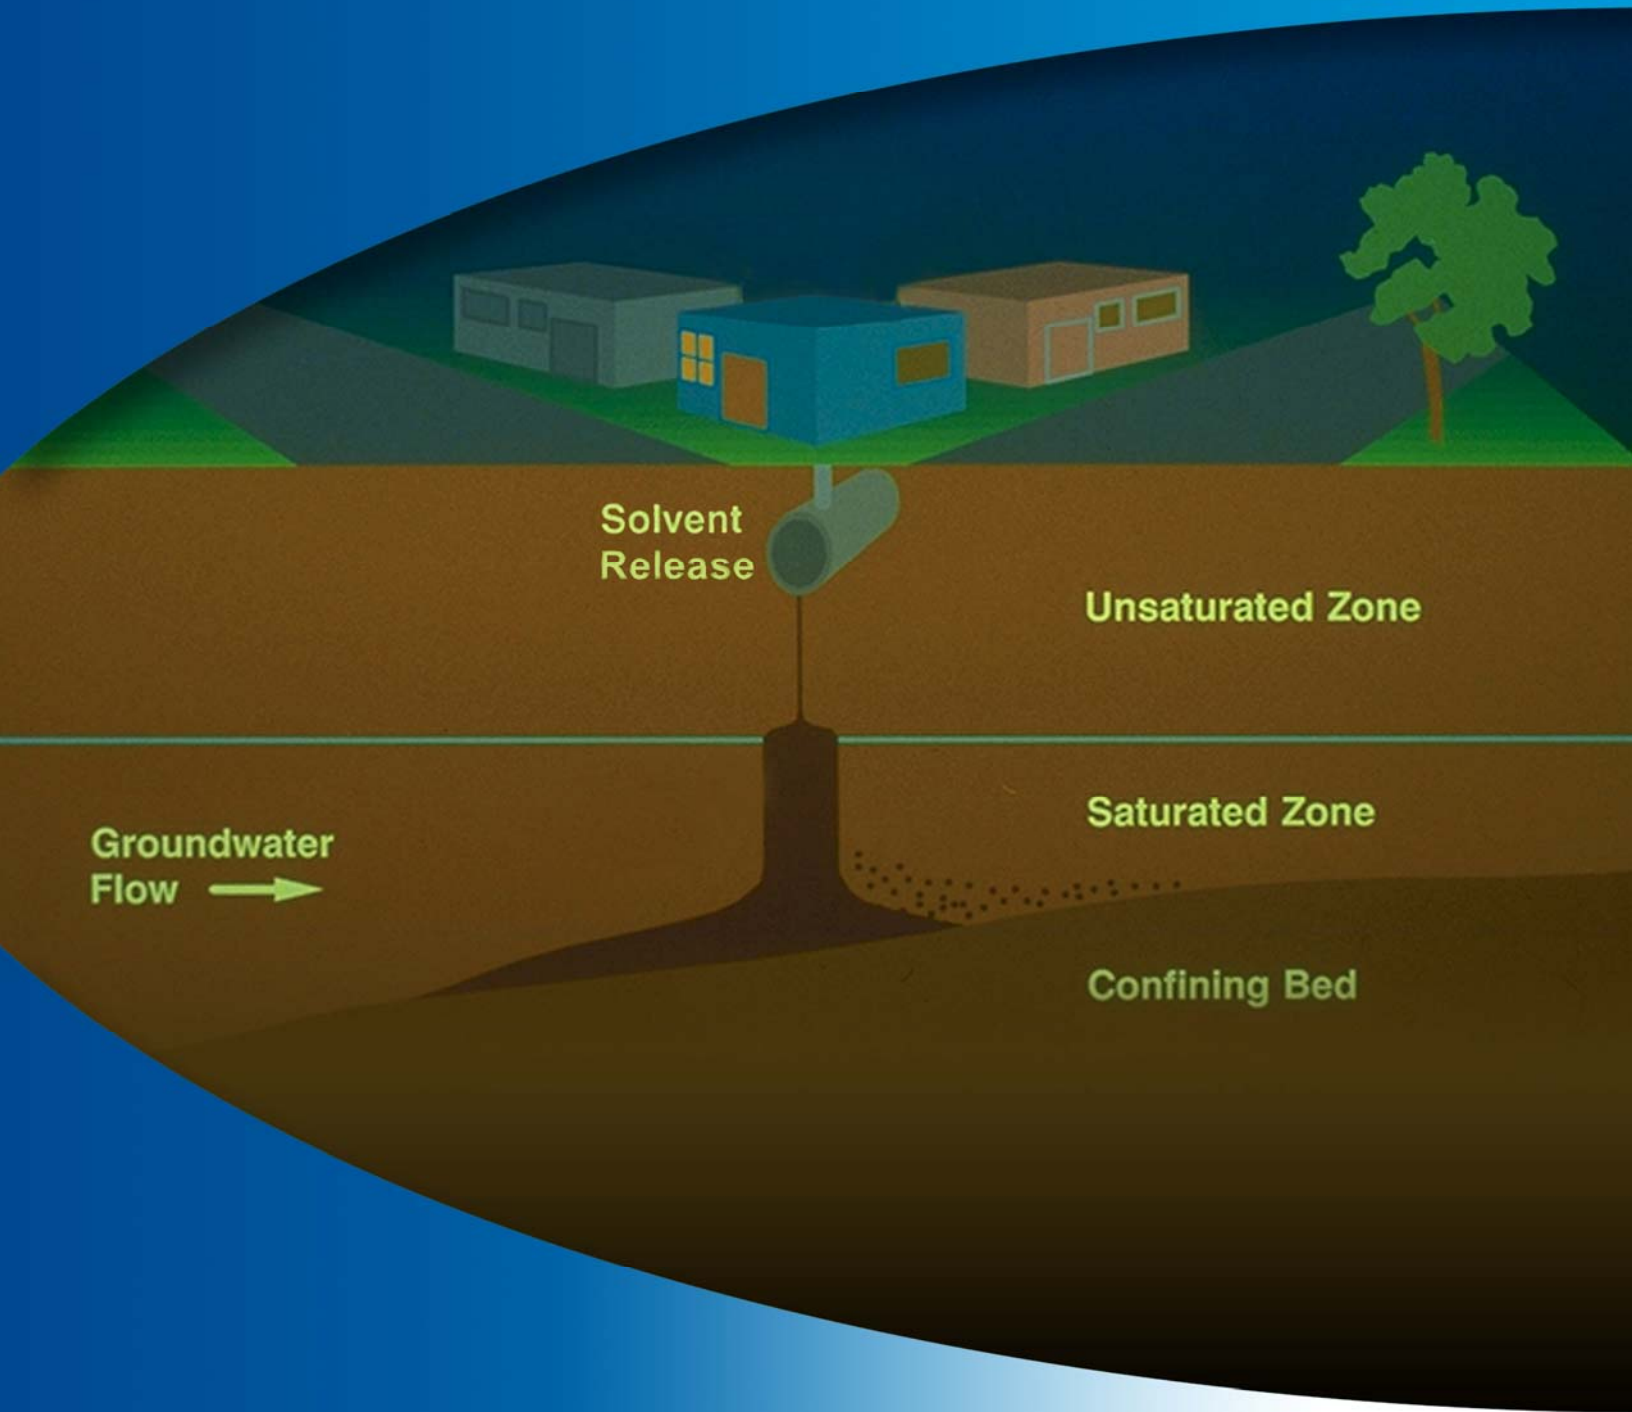 Solvent
Release
Unsaturated Zone
Saturated Zone
Groundwater
Flow
Confining Bed